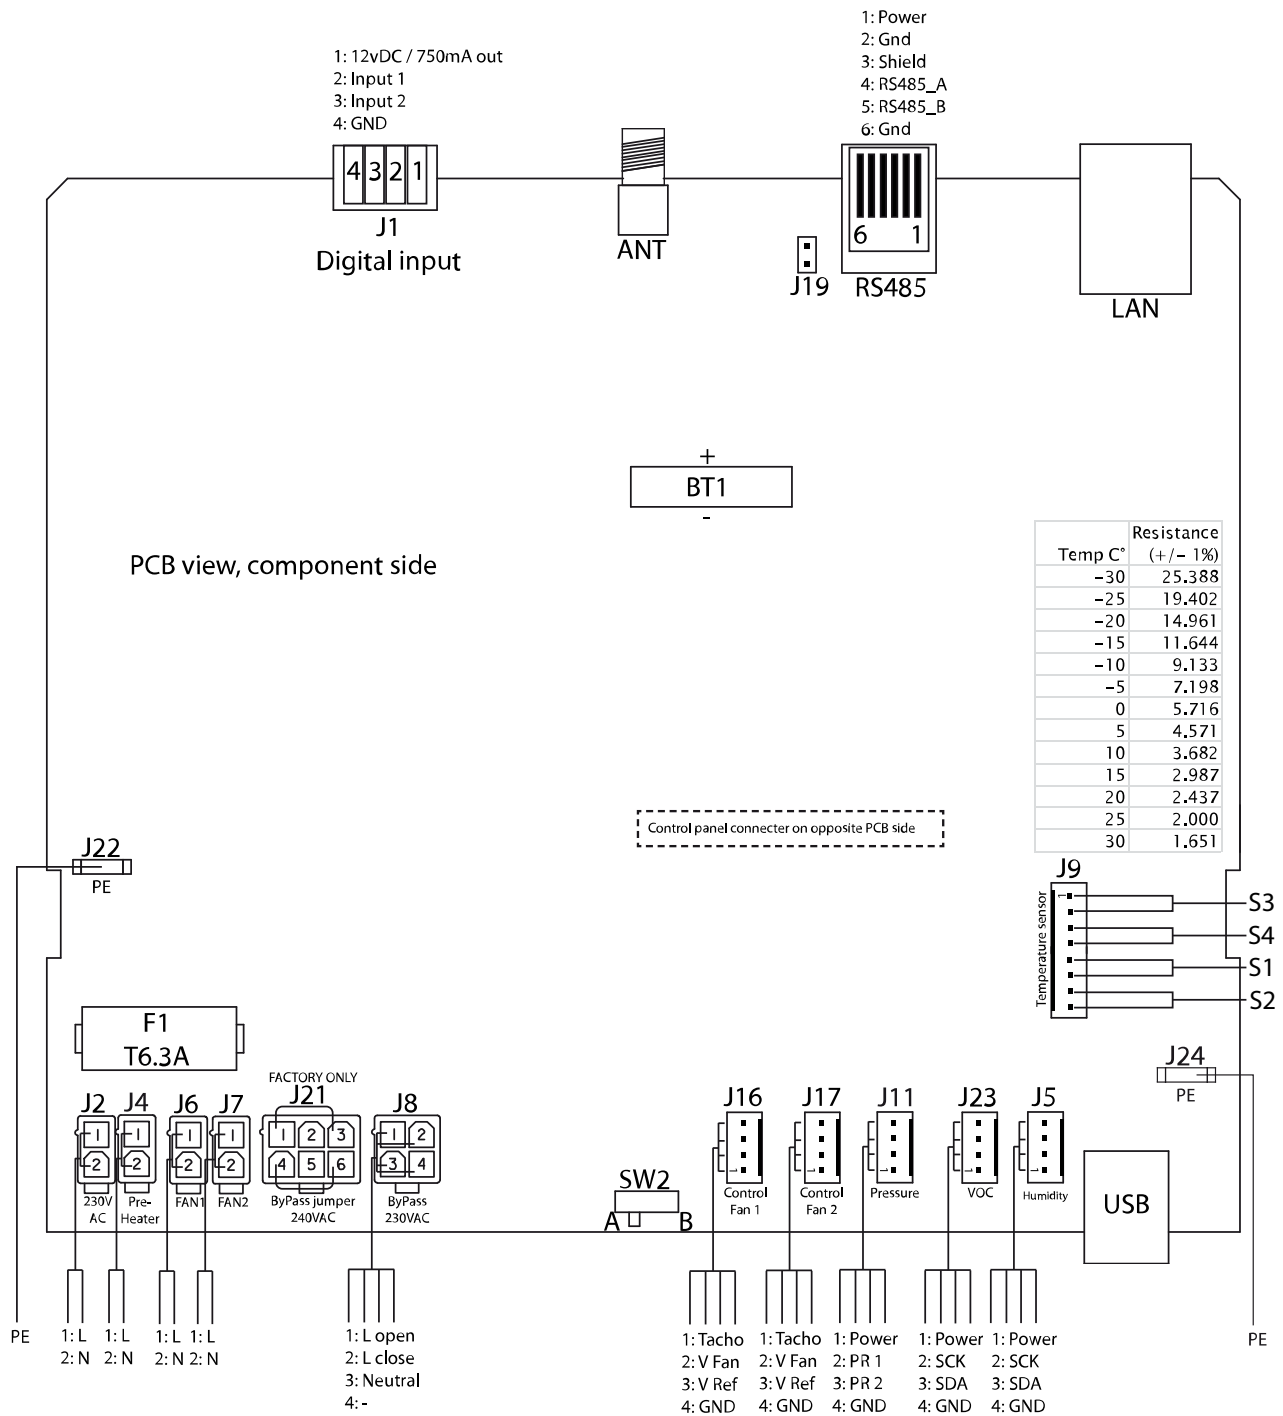 1: Power
2: Gnd
3: Shield
4: RS485_A
5: RS485_B
6: Gnd
1: 12vDC / 750mA out
2: Input 1
3: Input 2
4: GND
4 3 2 1
J1
Digital input
ANT
J19
6 1
RS485
LAN
+
BT1
-
PCB view, component side
Temp C° Resistance (+/- 1%)
-30 25.388
-25 19.402
-20 14.961
-15 11.644
-10 9.133
-5 7.198
0 5.716
5 4.571
10 3.682
15 2.987
20 2.437
25 2.000
30 1.651
Control panel connecter on opposite PCB side
J22
PE
J9
Temperature sensor
1
S3
S4
S1
S2
F1
T6.3A
J24
PE
FACTORY ONLY
J2 J4 J6 J7 J21 J8
1 1 1 1 1 2 3 1 2
2 2 2 2 4 5 6 3 4
230V AC
Pre-Heater
FAN1
FAN2
ByPass jumper
240VAC
ByPass
230VAC
SW2
A B
J16 J17 J11 J23 J5
1 1 1 1 1
Control
Fan 1
Control
Fan 2
Pressure
VOC
Humidity
USB
PE
1: L
2: N
1: L
2: N
1: L
2: N
1: L
2: N
1: L open
2: L close
3: Neutral
4: -
1: Tacho
2: V Fan
3: V Ref
4: GND
1: Tacho
2: V Fan
3: V Ref
4: GND
1: Power
2: PR 1
3: PR 2
4: GND
1: Power
2: SCK
3: SDA
4: GND
1: Power
2: SCK
3: SDA
4: GND
PE